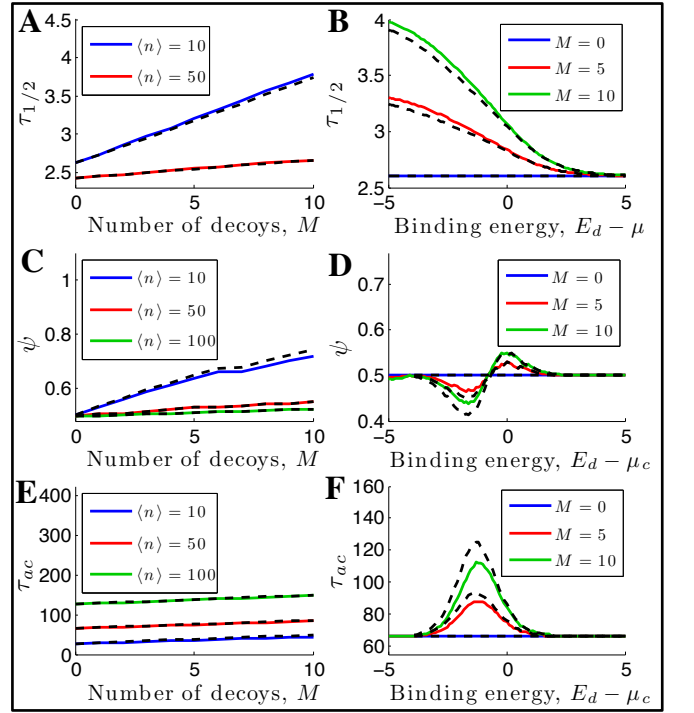 A
4.5
4
3.5
3
2.5
τ1/2
⟨n⟩ = 10
⟨n⟩ = 50
0
5
10
Number of decoys, M
B
4
3.5
3
2.5
τ1/2
M = 0
M = 5
M = 10
−5
0
5
Binding energy, Ed − μ
C
1
0.8
0.6
ψ
⟨n⟩ = 10
⟨n⟩ = 50
⟨n⟩ = 100
0
5
10
Number of decoys, M
D
0.7
0.6
0.5
0.4
ψ
M = 0
M = 5
M = 10
−5
0
5
Binding energy, Ed − μc
E
400
300
200
100
0
τac
⟨n⟩ = 10
⟨n⟩ = 50
⟨n⟩ = 100
0
5
10
Number of decoys, M
F
160
140
120
100
80
60
τac
M = 0
M = 5
M = 10
−5
0
5
Binding energy, Ed − μc